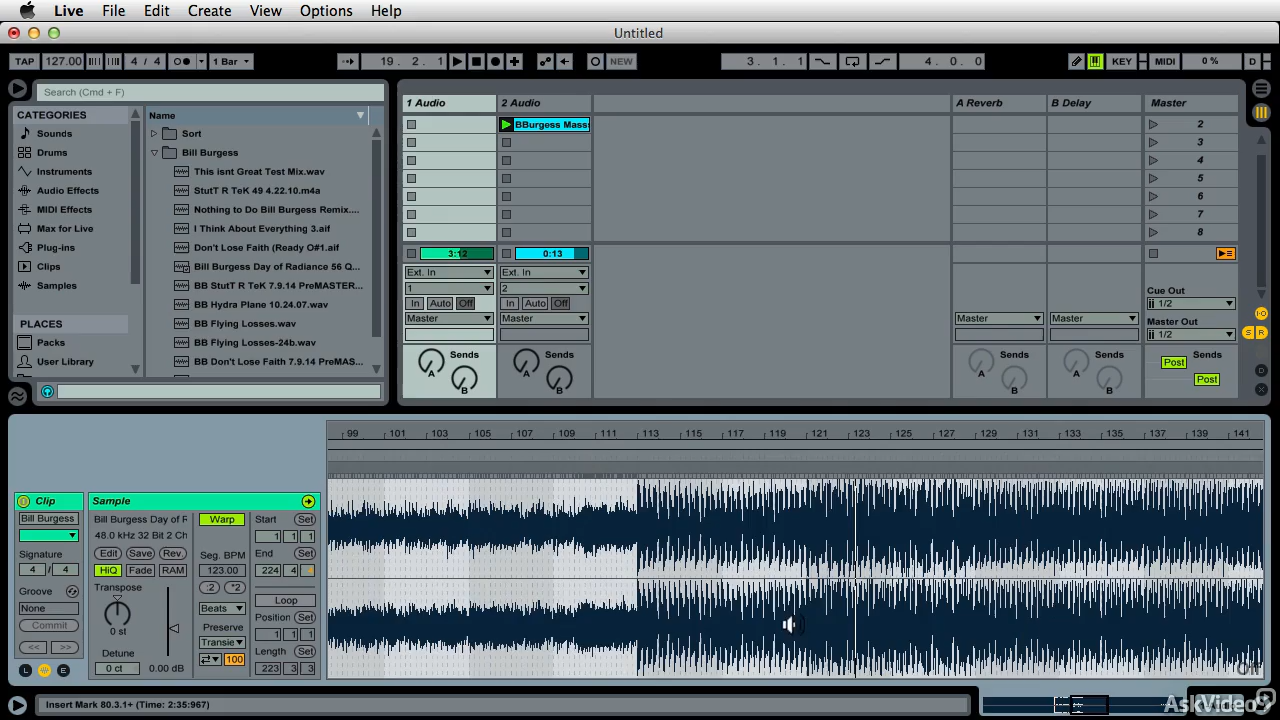 Live File Edit Create View Options Help
Untitled
TAP 127.00 4 / 4 1 Bar 19. 2. 1 NEW 3. 1. 1 4. 0. 0 KEY MIDI 0 % D
Search (Cmd + F)
CATEGORIES
Sounds
Drums
Instruments
Audio Effects
MIDI Effects
Max for Live
Plug-ins
Clips
Samples
PLACES
Packs
User Library
Name
Sort
Bill Burgess
This isnt Great Test Mix.wav
StutT R TeK 49 4.22.10.m4a
Nothing to Do Bill Burgess Remix....
I Think About Everything 3.aif
Don't Lose Faith (Ready O#1.aif
Bill Burgess Day of Radiance 56 Q...
BB StutT R TeK 7.9.14 PreMASTER...
BB Hydra Plane 10.24.07.wav
BB Flying Losses.wav
BB Flying Losses-24b.wav
BB Don't Lose Faith 7.9.14 PreMAS...
1 Audio 2 Audio A Reverb B Delay Master
BBurgess Mass 2
3
4
5
6
7
8
3:12 0:13
Ext. In Ext. In
1 2
In Auto Off In Auto Off
Master Master Master Master
Cue Out
1/2
Master Out
1/2
Sends Sends Sends Sends Sends
A A A A Post
B B B B Post
I·O
S R
D
X
99 101 103 105 107 109 111 113 115 117 119 121 123 125 127 129 131 133 135 137 139 141
Clip
Bill Burgess
Signature
4 / 4
Groove
None
Commit
<< >>
L E
Sample
Bill Burgess Day of R
48.0 kHz 32 Bit 2 Ch
Edit Save Rev.
HiQ Fade RAM
Transpose
0 st
Detune
0 ct 0.00 dB
Warp
Seg. BPM
123.00
:2 *2
Beats
Preserve
Transie
100
Start Set
1 1 1
End Set
224 4
Loop
Position Set
1 1 1
Length Set
223 3 3
Insert Mark 80.3.1+ (Time: 2:35:967)
AskVideo